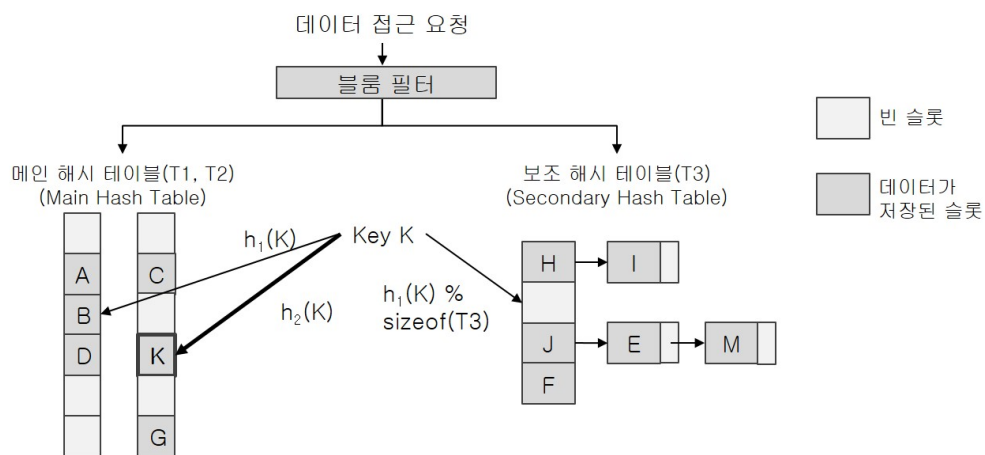 데이터 접근 요청
블룸 필터
빈 슬롯
메인 해시 테이블(T1, T2)
(Main Hash Table)
보조 해시 테이블(T3)
(Secondary Hash Table)
데이터가
저장된 슬롯
h1(K)
Key K
h2(K)
h1(K) %
sizeof(T3)
A
B
D
C
K
G
H
I
J
E
M
F